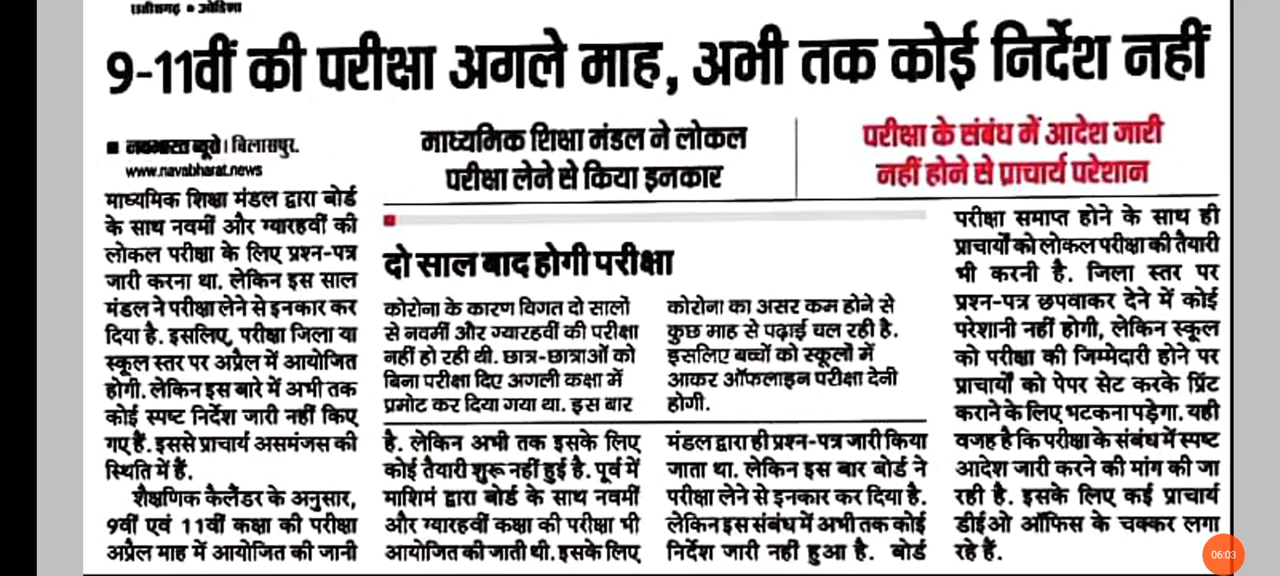 छत्तीसगढ़ • ओडिशा
9-11वीं की परीक्षा अगले माह, अभी तक कोई निर्देश नहीं
■ नवभारत ब्यूरो। बिलासपुर.
www.navabharat.news
माध्यमिक शिक्षा मंडल ने लोकल
परीक्षा लेने से किया इनकार
परीक्षा के संबंध में आदेश जारी
नहीं होने से प्राचार्य परेशान
माध्यमिक शिक्षा मंडल द्वारा बोर्ड
के साथ नवमीं और ग्यारहवीं की
लोकल परीक्षा के लिए प्रश्न-पत्र
जारी करना था. लेकिन इस साल
मंडल ने परीक्षा लेने से इनकार कर
दिया है. इसलिए, परीक्षा जिला या
स्कूल स्तर पर अप्रैल में आयोजित
होगी. लेकिन इस बारे में अभी तक
कोई स्पष्ट निर्देश जारी नहीं किए
गए हैं. इससे प्राचार्य असमंजस की
स्थिति में हैं.
शैक्षणिक कैलेंडर के अनुसार,
9वीं एवं 11वीं कक्षा की परीक्षा
अप्रैल माह में आयोजित की जानी
दो साल बाद होगी परीक्षा
कोरोना के कारण विगत दो सालों
से नवमीं और ग्यारहवीं की परीक्षा
नहीं हो रही थी. छात्र-छात्राओं को
बिना परीक्षा दिए अगली कक्षा में
प्रमोट कर दिया गया था. इस बार
कोरोना का असर कम होने से
कुछ माह से पढ़ाई चल रही है.
इसलिए बच्चों को स्कूलों में
आकर ऑफलाइन परीक्षा देनी
होगी.
है. लेकिन अभी तक इसके लिए
कोई तैयारी शुरू नहीं हुई है. पूर्व में
माशिमं द्वारा बोर्ड के साथ नवमीं
और ग्यारहवीं कक्षा की परीक्षा भी
आयोजित की जाती थी. इसके लिए
मंडल द्वारा ही प्रश्न-पत्र जारी किया
जाता था. लेकिन इस बार बोर्ड ने
परीक्षा लेने से इनकार कर दिया है.
लेकिन इस संबंध में अभी तक कोई
निर्देश जारी नहीं हुआ है. बोर्ड
परीक्षा समाप्त होने के साथ ही
प्राचार्यों को लोकल परीक्षा की तैयारी
भी करनी है. जिला स्तर पर
प्रश्न-पत्र छपवाकर देने में कोई
परेशानी नहीं होगी, लेकिन स्कूल
को परीक्षा की जिम्मेदारी होने पर
प्राचार्यों को पेपर सेट करके प्रिंट
कराने के लिए भटकना पड़ेगा. यही
वजह है कि परीक्षा के संबंध में स्पष्ट
आदेश जारी करने की मांग की जा
रही है. इसके लिए कई प्राचार्य
डीईओ ऑफिस के चक्कर लगा
रहे हैं.
06:03